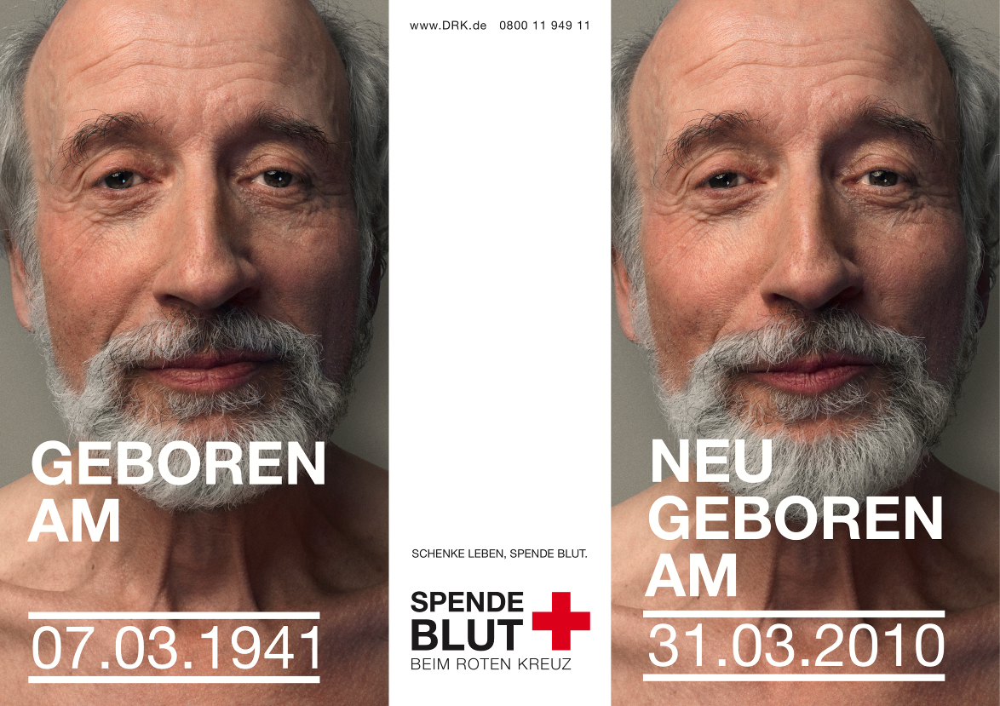 GEBOREN
AM
07.03.1941
www.DRK.de 0800 11 949 11
SCHENKE LEBEN, SPENDE BLUT.
SPENDE
BLUT
BEIM ROTEN KREUZ
NEU
GEBOREN
AM
31.03.2010